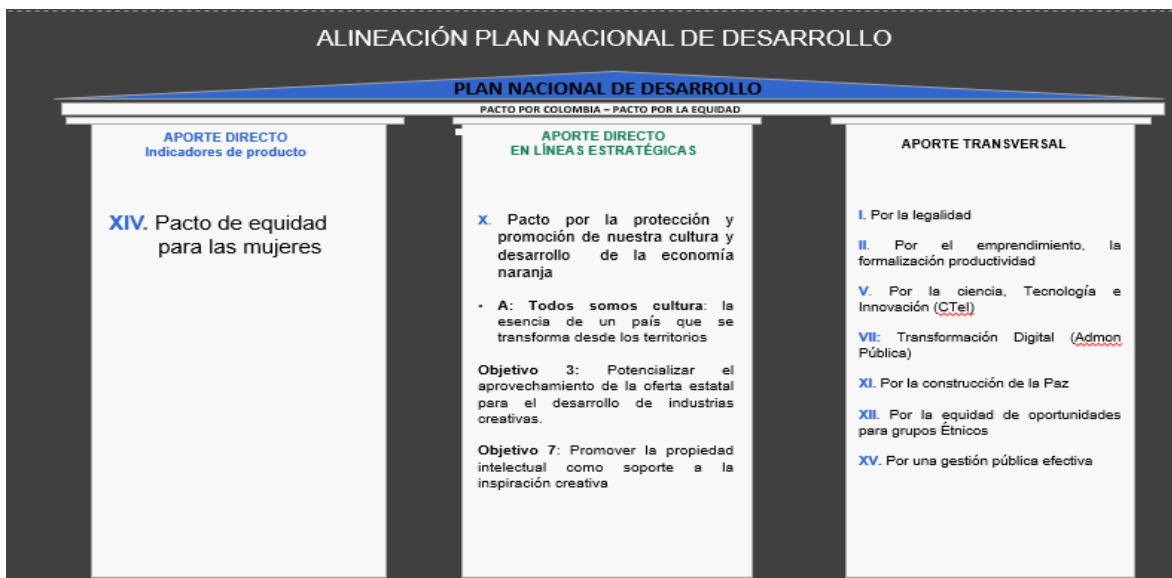 ALINEACIÓN PLAN NACIONAL DE DESARROLLO
PLAN NACIONAL DE DESARROLLO
PACTO POR COLOMBIA – PACTO POR LA EQUIDAD
APORTE DIRECTO
Indicadores de producto
XIV. Pacto de equidad
para las mujeres
APORTE DIRECTO
EN LÍNEAS ESTRATÉGICAS
X. Pacto por la protección y
promoción de nuestra cultura y
desarrollo de la economía
naranja
- A: Todos somos cultura: la
esencia de un país que se
transforma desde los territorios
Objetivo 3: Potencializar el
aprovechamiento de la oferta estatal
para el desarrollo de industrias
creativas.
Objetivo 7: Promover la propiedad
intelectual como soporte a la
inspiración creativa
APORTE TRANSVERSAL
I. Por la legalidad
II. Por el emprendimiento, la
formalización productividad
V. Por la ciencia, Tecnología e
Innovación (CTeI)
VII: Transformación Digital (Admon
Pública)
XI. Por la construcción de la Paz
XII. Por la equidad de oportunidades
para grupos Étnicos
XV. Por una gestión pública efectiva